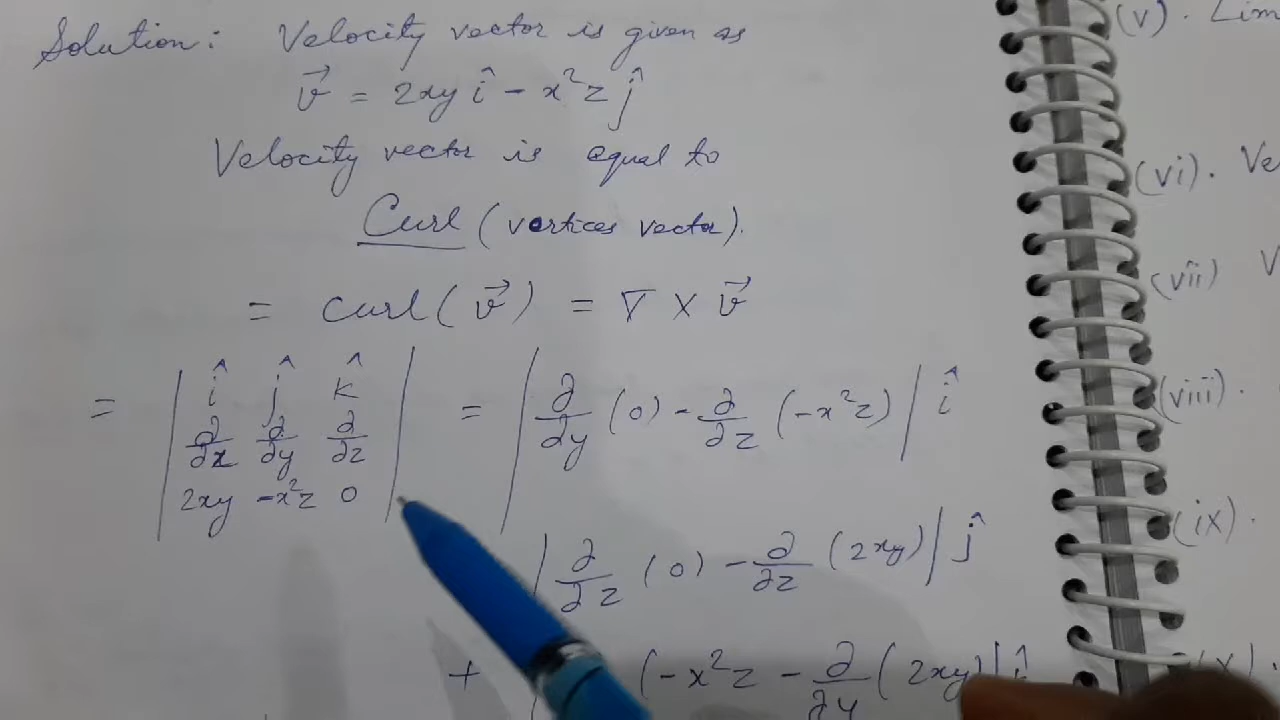 Solution: Velocity vector is given as
v⃗ = 2xy î - x²z ĵ
Velocity vector is equal to
Curl (vortices vector).
= curl (v⃗) = ∇ × v⃗
= | î ĵ k̂ | = | ∂/∂y (0) - ∂/∂z (-x²z) | î
∂/∂x ∂/∂y ∂/∂z
2xy -x²z 0
| ∂/∂z (0) - ∂/∂z (2xy) | ĵ
+ (-x²z - ∂/∂y (2xy) |
(v). Lim
(vi). Ve
(vii) V
(viii).
(ix).
(x).